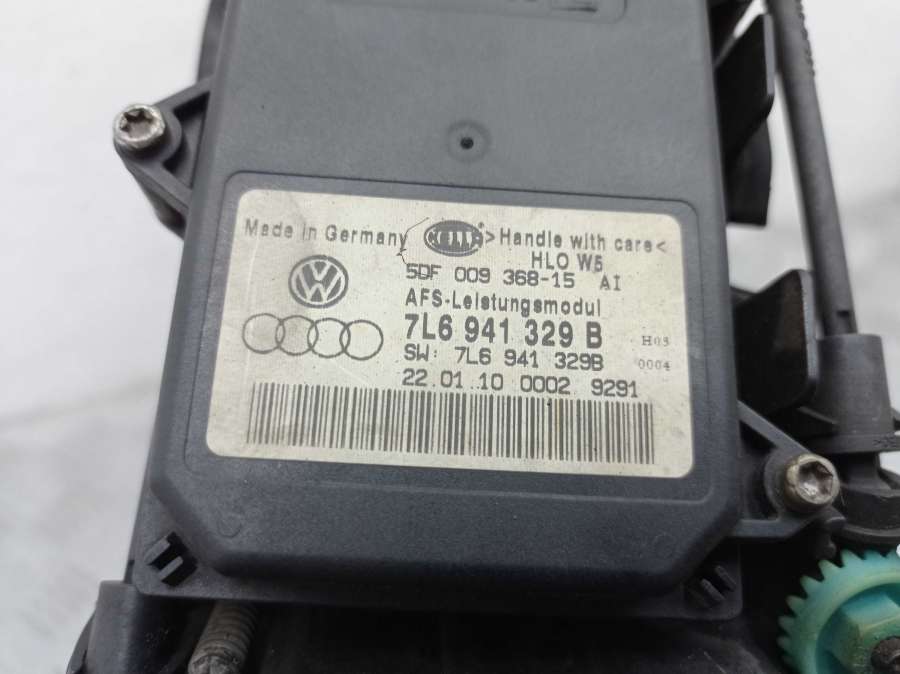 Made in Germany HELLA >Handle with care<
HLO W5
5DF 009 368-15 AI
AFS-Leistungsmodul
7L6 941 329 B H03
SW: 7L6 941 329B 0004
22.01.10 0002 9291